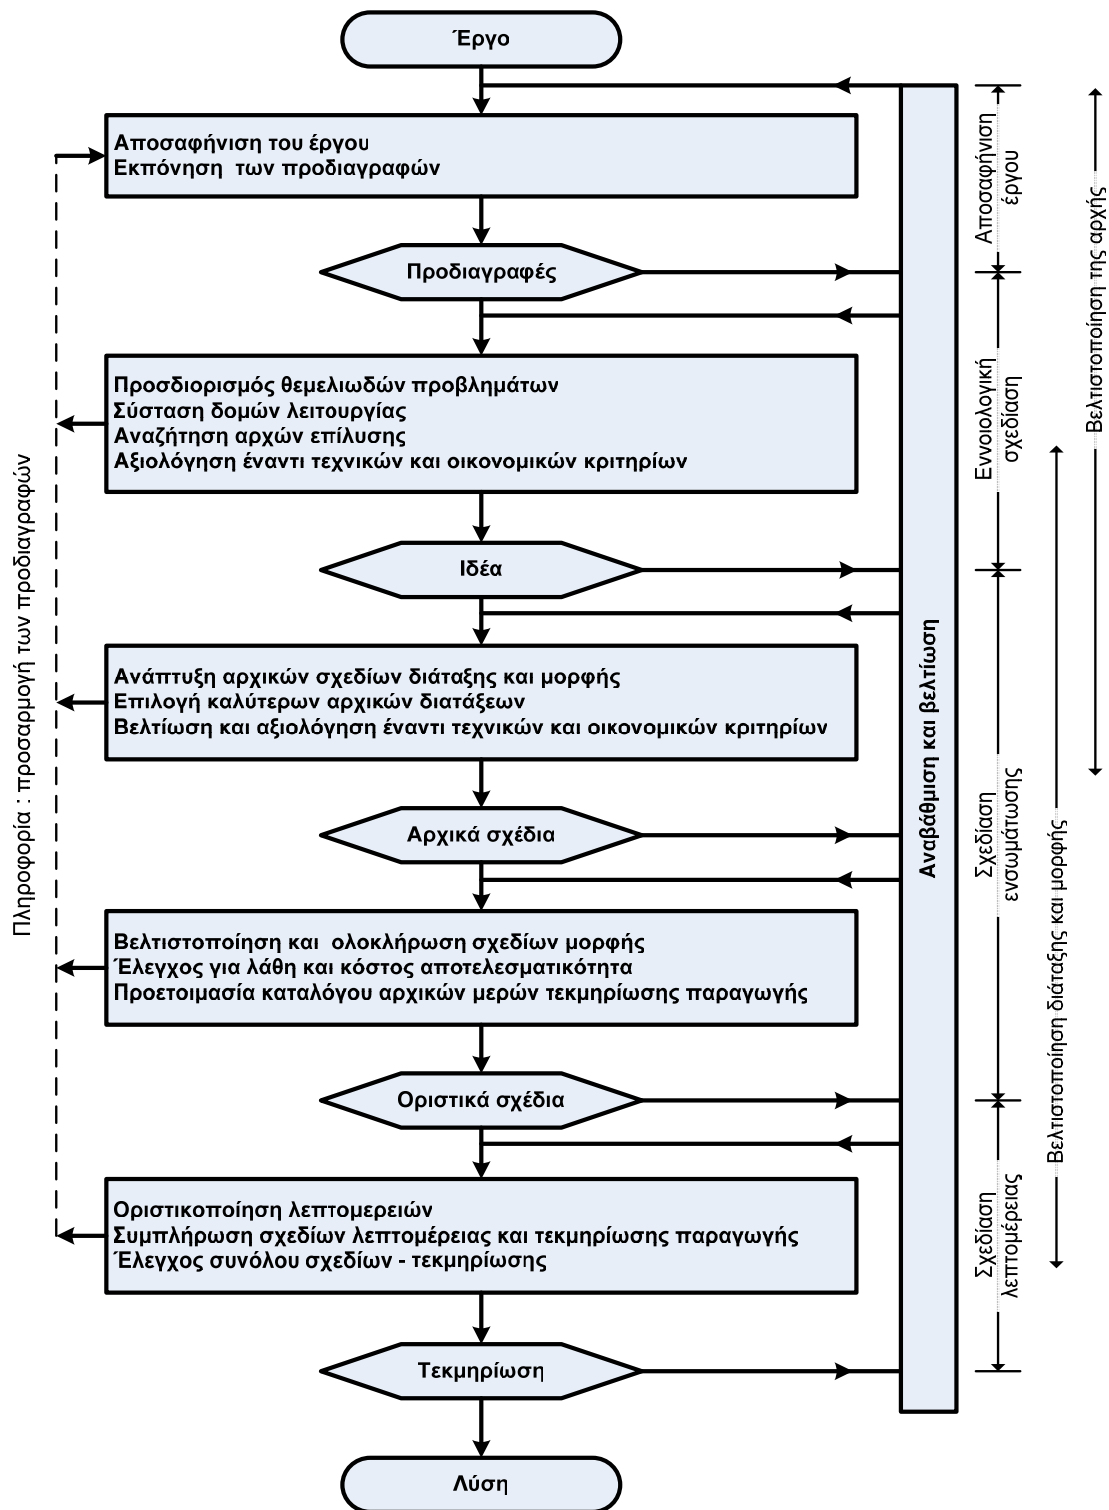 Έργο
Αποσαφήνιση του έργου
Εκπόνηση των προδιαγραφών
Προδιαγραφές
Προσδιορισμός θεμελιωδών προβλημάτων
Σύσταση δομών λειτουργίας
Αναζήτηση αρχών επίλυσης
Αξιολόγηση έναντι τεχνικών και οικονομικών κριτηρίων
Ιδέα
Ανάπτυξη αρχικών σχεδίων διάταξης και μορφής
Επιλογή καλύτερων αρχικών διατάξεων
Βελτίωση και αξιολόγηση έναντι τεχνικών και οικονομικών κριτηρίων
Αρχικά σχέδια
Βελτιστοποίηση και ολοκλήρωση σχεδίων μορφής
Έλεγχος για λάθη και κόστος αποτελεσματικότητα
Προετοιμασία καταλόγου αρχικών μερών τεκμηρίωσης παραγωγής
Οριστικά σχέδια
Οριστικοποίηση λεπτομερειών
Συμπλήρωση σχεδίων λεπτομέρειας και τεκμηρίωσης παραγωγής
Έλεγχος συνόλου σχεδίων - τεκμηρίωσης
Τεκμηρίωση
Λύση
Πληροφορία : προσαρμογή των προδιαγραφών
Αναβάθμιση και βελτίωση
Αποσαφήνιση
έργου
Εννοιολογική
σχεδίαση
Σχεδίαση
ενσωμάτωσης
Σχεδίαση
λεπτομέρειας
Βελτιστοποίηση διάταξης και μορφής
Βελτιστοποίηση της αρχής